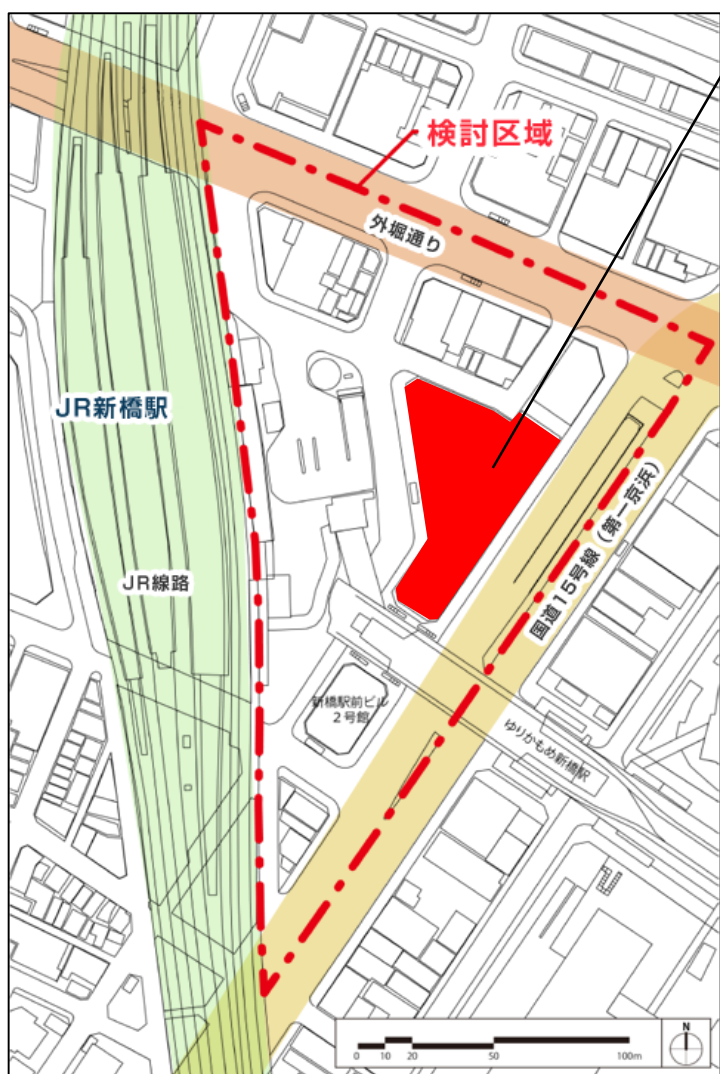 検討区域
外堀通り
JR新橋駅
国道15号線(第一京浜)
JR線路
新橋駅前ビル
2号館
ゆりかもめ新橋駅
N
0 10 20 50 100m